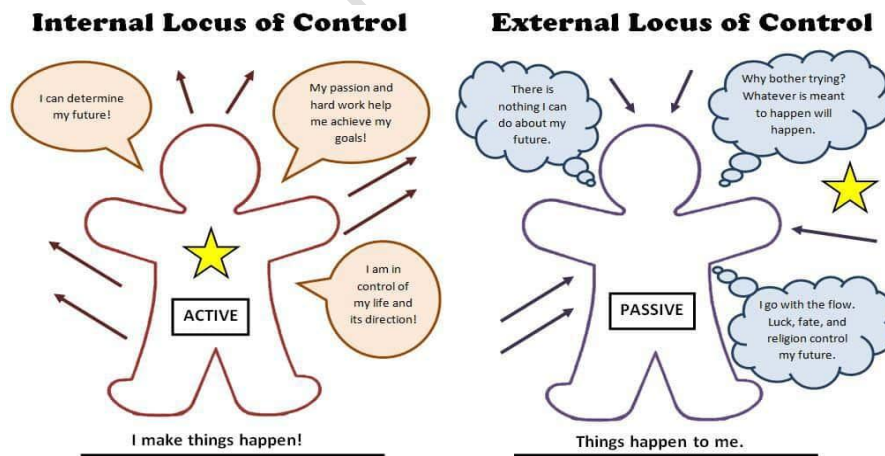 Internal Locus of Control
I can determine
my future!
My passion and
hard work help
me achieve my
goals!
I am in
control of
my life and
its direction!
ACTIVE
I make things happen!
External Locus of Control
There is
nothing I can
do about my
future.
Why bother trying?
Whatever is meant
to happen will
happen.
I go with the flow.
Luck, fate, and
religion control
my future.
PASSIVE
Things happen to me.